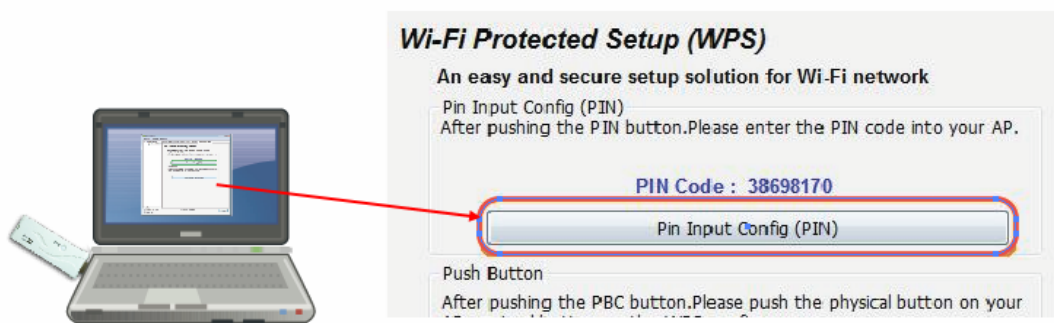 Wi-Fi Protected Setup (WPS)
An easy and secure setup solution for Wi-Fi network
Pin Input Config (PIN)
After pushing the PIN button.Please enter the PIN code into your AP.
PIN Code : 38698170
Pin Input Config (PIN)
Push Button
After pushing the PBC button.Please push the physical button on your